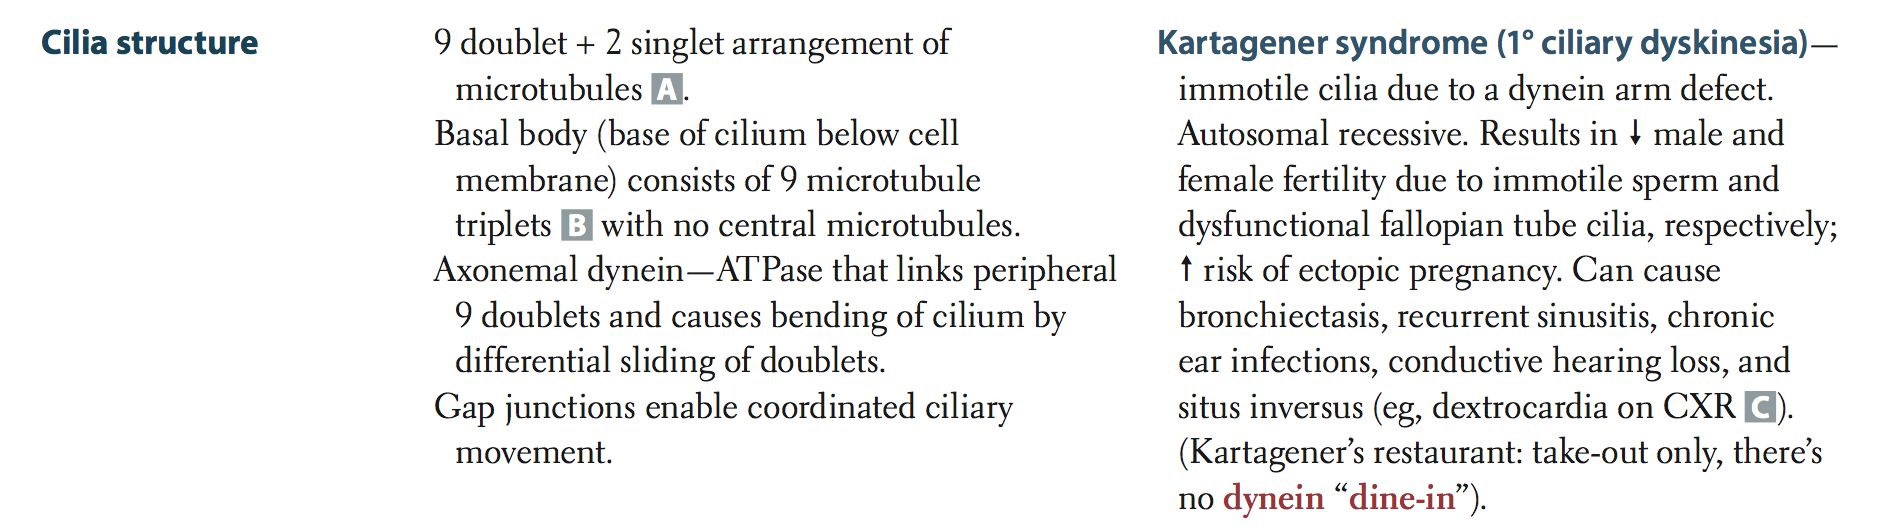 Cilia structure
9 doublet + 2 singlet arrangement of
microtubules A.
Basal body (base of cilium below cell
membrane) consists of 9 microtubule
triplets B with no central microtubules.
Axonemal dynein—ATPase that links peripheral
9 doublets and causes bending of cilium by
differential sliding of doublets.
Gap junctions enable coordinated ciliary
movement.
Kartagener syndrome (1° ciliary dyskinesia)—
immotile cilia due to a dynein arm defect.
Autosomal recessive. Results in ↓ male and
female fertility due to immotile sperm and
dysfunctional fallopian tube cilia, respectively;
↑ risk of ectopic pregnancy. Can cause
bronchiectasis, recurrent sinusitis, chronic
ear infections, conductive hearing loss, and
situs inversus (eg, dextrocardia on CXR C).
(Kartagener’s restaurant: take-out only, there’s
no dynein “dine-in”).